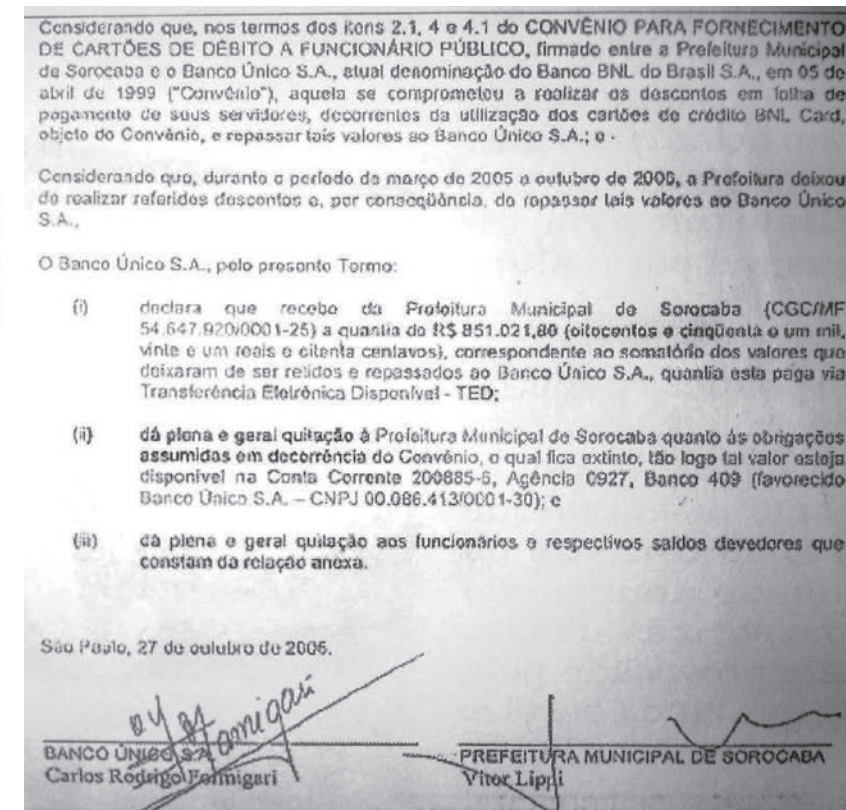 Considerando que, nos termos dos itens 2.1, 4 e 4.1 do CONVÊNIO PARA FORNECIMENTO
DE CARTÕES DE DÉBITO A FUNCIONÁRIO PÚBLICO, firmado entre a Prefeitura Municipal
de Sorocaba e o Banco Único S.A., atual denominação do Banco BNL do Brasil S.A., em 05 de
abril de 1999 ("Convênio"), aquela se comprometeu a realizar os descontos em folha de
pagamento de seus servidores, decorrentes da utilização dos cartões de crédito BNL Card,
objeto do Convênio, e repassar tais valores ao Banco Único S.A.; e
Considerando que, durante o período de março de 2005 a outubro de 2006, a Prefeitura deixou
de realizar referidos descontos e, por conseqüência, de repassar tais valores ao Banco Único
S.A.,
O Banco Único S.A., pelo presente Termo:
(i) declara que recebe da Prefeitura Municipal de Sorocaba (CGC/MF
54.647.920/0001-25) a quantia de R$ 851.021,80 (oitocentos e cinqüenta e um mil,
vinte e um reais e oitenta centavos), correspondente ao somatório dos valores que
deixaram de ser retidos e repassados ao Banco Único S.A., quantia esta paga via
Transferência Eletrônica Disponível - TED;
(ii) dá plena e geral quitação à Prefeitura Municipal de Sorocaba quanto às obrigações
assumidas em decorrência do Convênio, o qual fica extinto, tão logo tal valor esteja
disponível na Conta Corrente 200885-5, Agência 0927, Banco 409 (favorecido
Banco Único S.A. – CNPJ 00.086.413/0001-30); e
(iii) dá plena e geral quitação aos funcionários e respectivos saldos devedores que
constam da relação anexa.
São Paulo, 27 de outubro de 2006.
BANCO ÚNICO S.A.
Carlos Rodrigo Formigari
PREFEITURA MUNICIPAL DE SOROCABA
Vitor Lippi